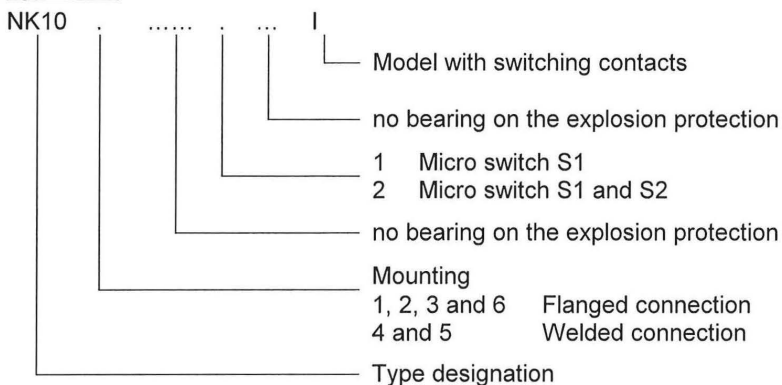 NK10 . ...... . ... I
Model with switching contacts
no bearing on the explosion protection
1 Micro switch S1
2 Micro switch S1 and S2
no bearing on the explosion protection
Mounting
1, 2, 3 and 6 Flanged connection
4 and 5 Welded connection
Type designation